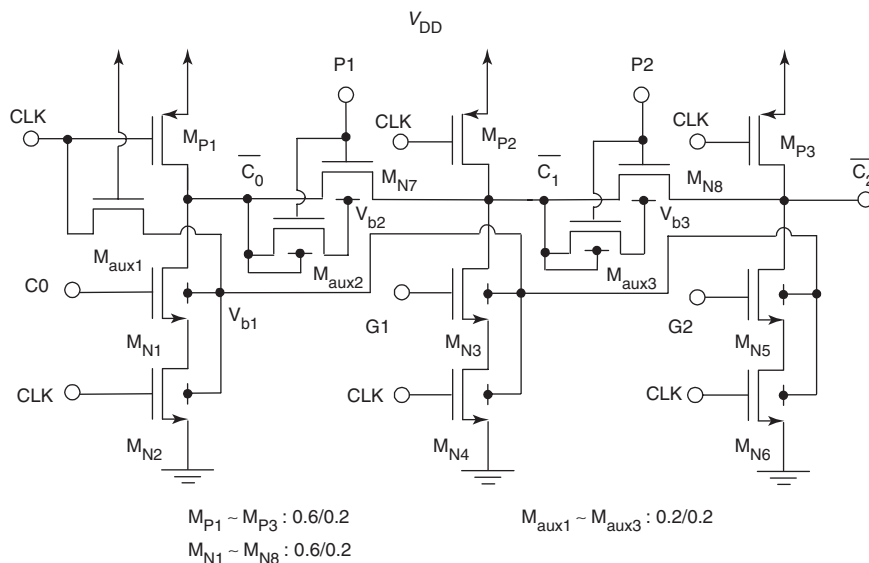 V_DD
P1
P2
CLK
CLK
CLK
M_P1
M_P2
M_P3
C̅_0
C̅_1
C̅_2
M_N7
M_N8
V_b2
V_b3
M_aux1
M_aux2
M_aux3
C0
V_b1
G1
G2
M_N1
M_N3
M_N5
CLK
CLK
CLK
M_N2
M_N4
M_N6
M_P1 ~ M_P3 : 0.6/0.2
M_aux1 ~ M_aux3 : 0.2/0.2
M_N1 ~ M_N8 : 0.6/0.2